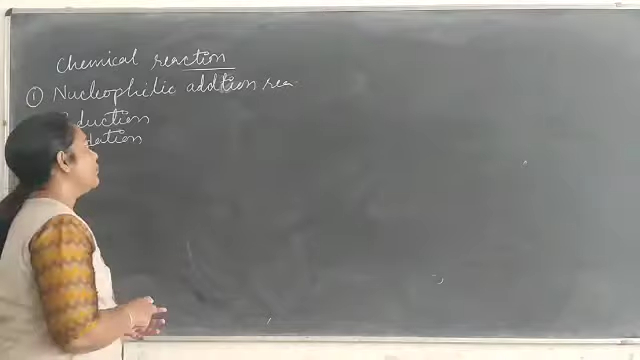 Chemical reaction
① Nucleophilic addtion rea
duction
dation